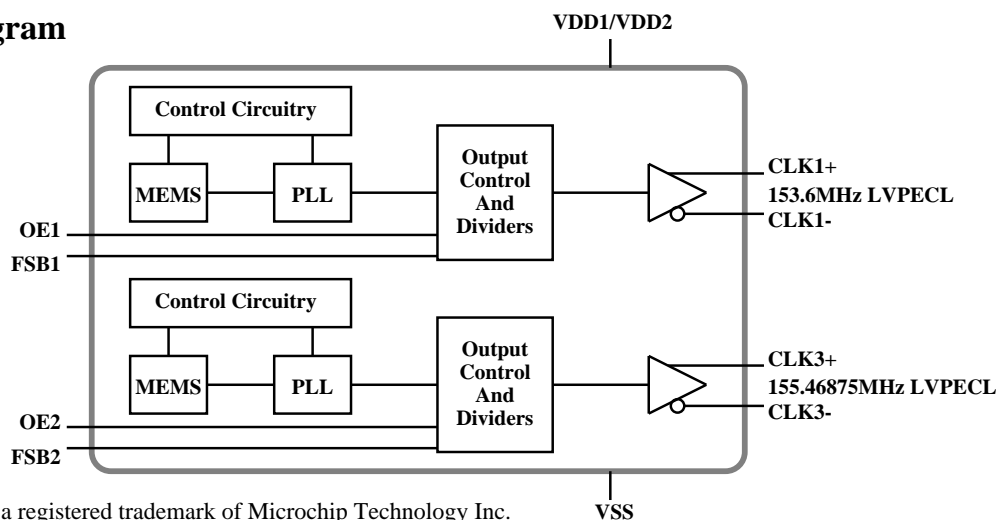 gram
VDD1/VDD2
Control Circuitry
MEMS
PLL
Output
Control
And
Dividers
CLK1+
153.6MHz LVPECL
CLK1-
OE1
FSB1
Control Circuitry
MEMS
PLL
Output
Control
And
Dividers
CLK3+
155.46875MHz LVPECL
CLK3-
OE2
FSB2
a registered trademark of Microchip Technology Inc.
VSS